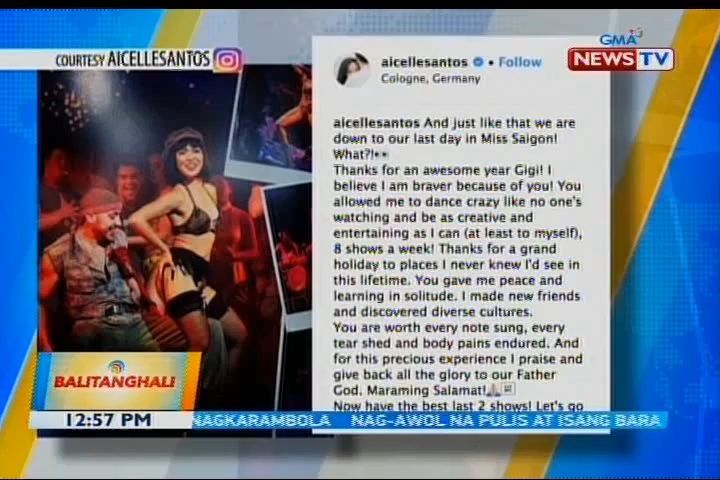 COURTESY AICELLESANTOS
GMA
NEWS TV
aicellesantos • Follow
Cologne, Germany
aicellesantos And just like that we are
down to our last day in Miss Saigon!
What?!👀
Thanks for an awesome year Gigi! I
believe I am braver because of you! You
allowed me to dance crazy like no one's
watching and be as creative and
entertaining as I can (at least to myself),
8 shows a week! Thanks for a grand
holiday to places I never knew I'd see in
this lifetime. You gave me peace and
learning in solitude. I made new friends
and discovered diverse cultures.
You are worth every note sung, every
tear shed and body pains endured. And
for this precious experience I praise and
give back all the glory to our Father
God. Maraming Salamat!🙏🏼
Now have the best last 2 shows! Let's go
BALITANGHALI
12:57 PM NAGKARAMBOLA NAG-AWOL NA PULIS AT ISANG BARA